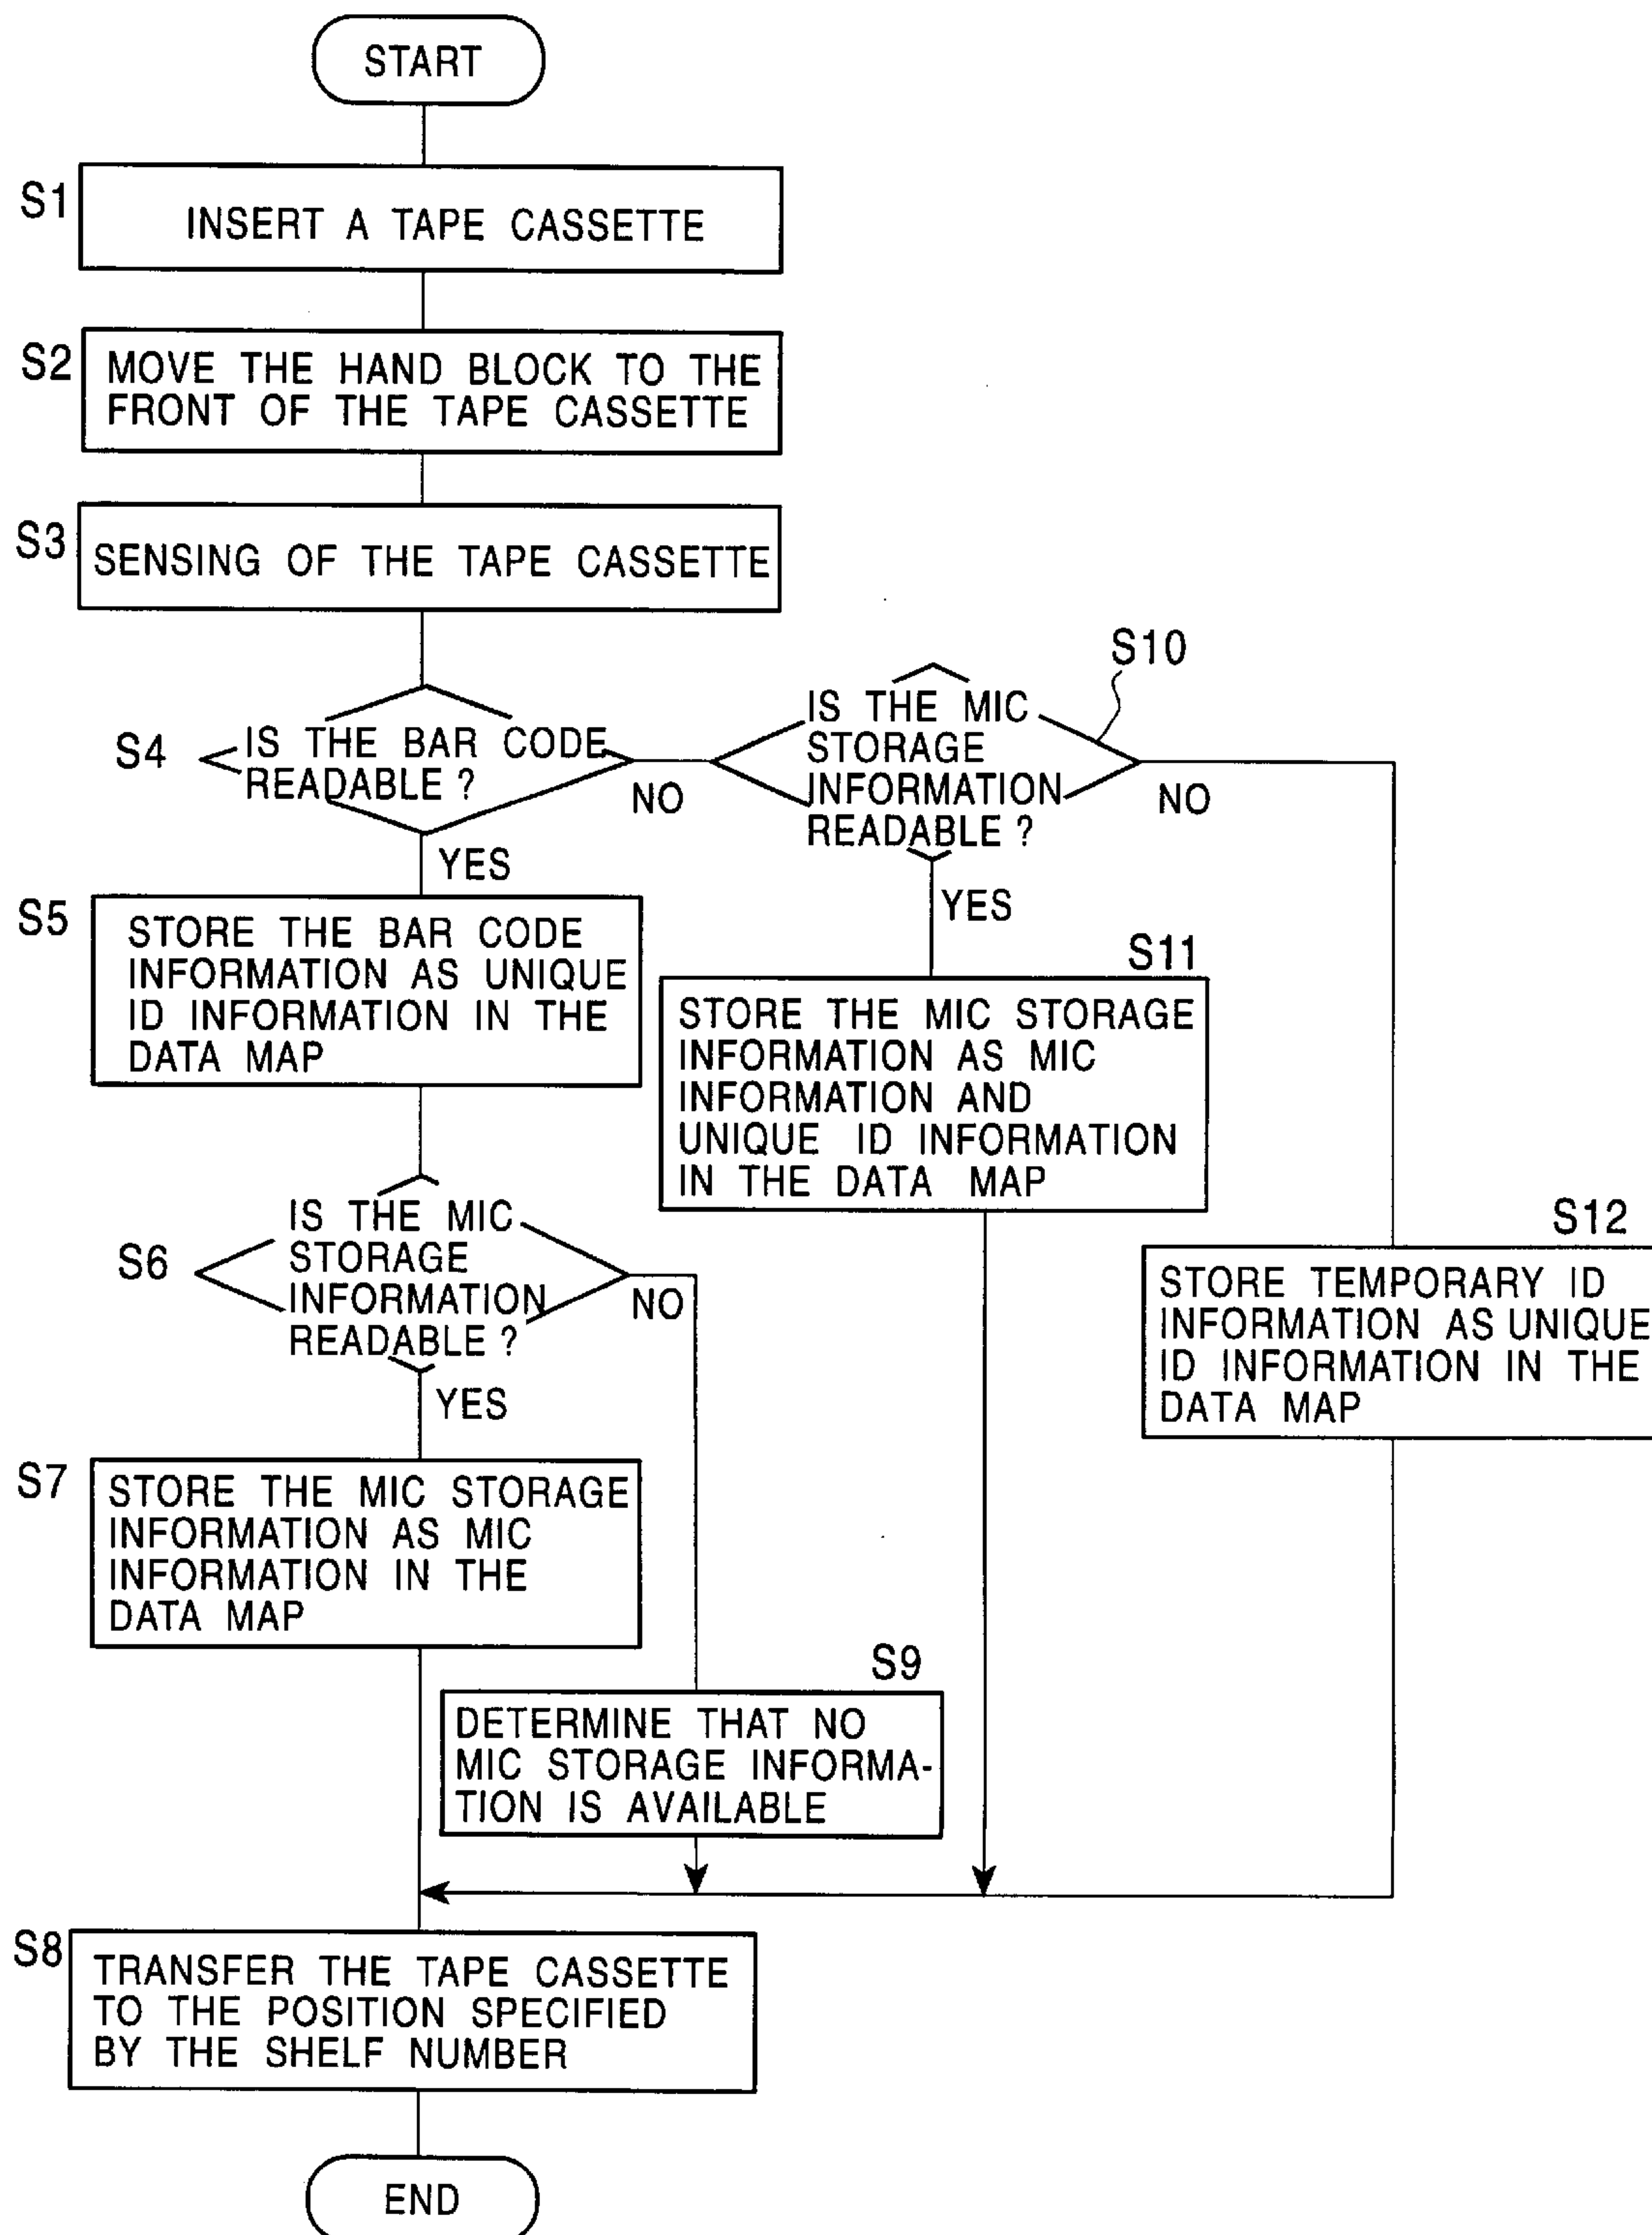 START
S1
INSERT A TAPE CASSETTE
S2
MOVE THE HAND BLOCK TO THE
FRONT OF THE TAPE CASSETTE
S3
SENSING OF THE TAPE CASSETTE
S4
IS THE BAR CODE
READABLE ?
NO
YES
S10
IS THE MIC
STORAGE
INFORMATION
READABLE ?
NO
YES
S5
STORE THE BAR CODE
INFORMATION AS UNIQUE
ID INFORMATION IN THE
DATA MAP
S11
STORE THE MIC STORAGE
INFORMATION AS MIC
INFORMATION AND
UNIQUE ID INFORMATION
IN THE DATA MAP
S6
IS THE MIC
STORAGE
INFORMATION
READABLE ?
NO
YES
S12
STORE TEMPORARY ID
INFORMATION AS UNIQUE
ID INFORMATION IN THE
DATA MAP
S7
STORE THE MIC STORAGE
INFORMATION AS MIC
INFORMATION IN THE
DATA MAP
S9
DETERMINE THAT NO
MIC STORAGE INFORMA-
TION IS AVAILABLE
S8
TRANSFER THE TAPE CASSETTE
TO THE POSITION SPECIFIED
BY THE SHELF NUMBER
END